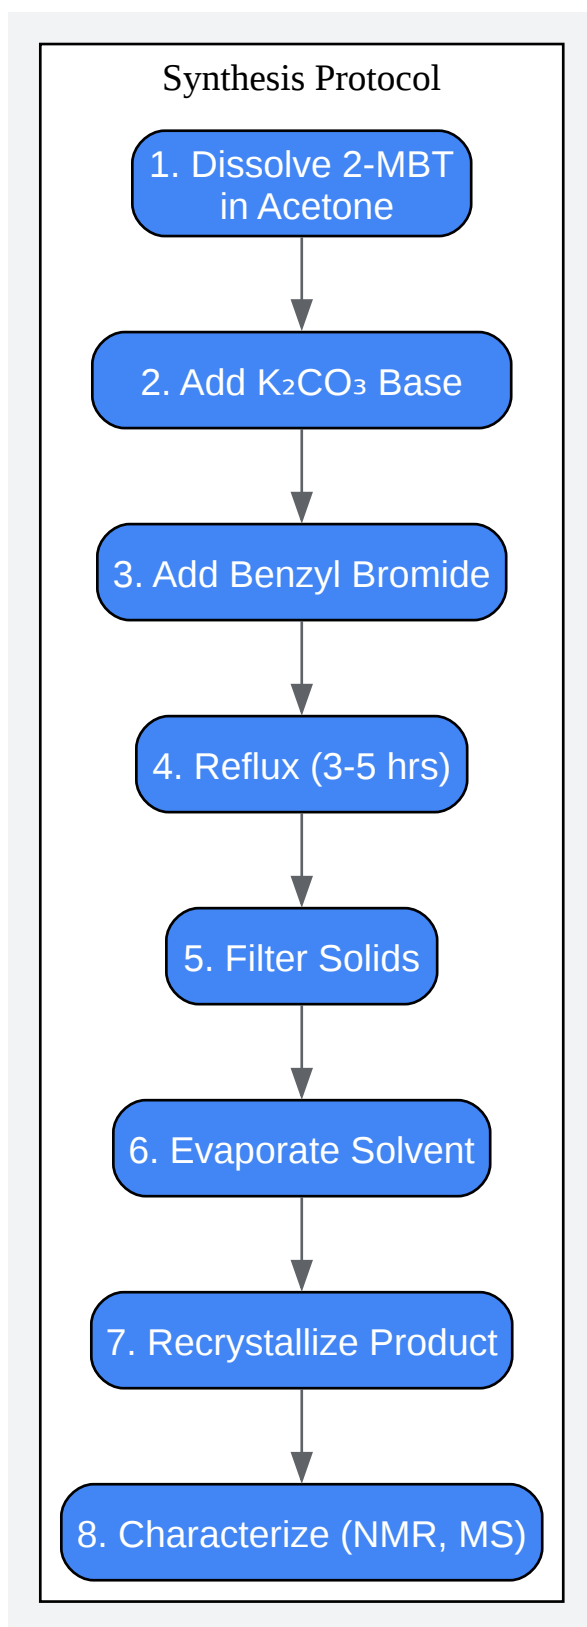 Synthesis Protocol
1. Dissolve 2-MBT
in Acetone
2. Add K₂CO₃ Base
3. Add Benzyl Bromide
4. Reflux (3-5 hrs)
5. Filter Solids
6. Evaporate Solvent
7. Recrystallize Product
8. Characterize (NMR, MS)